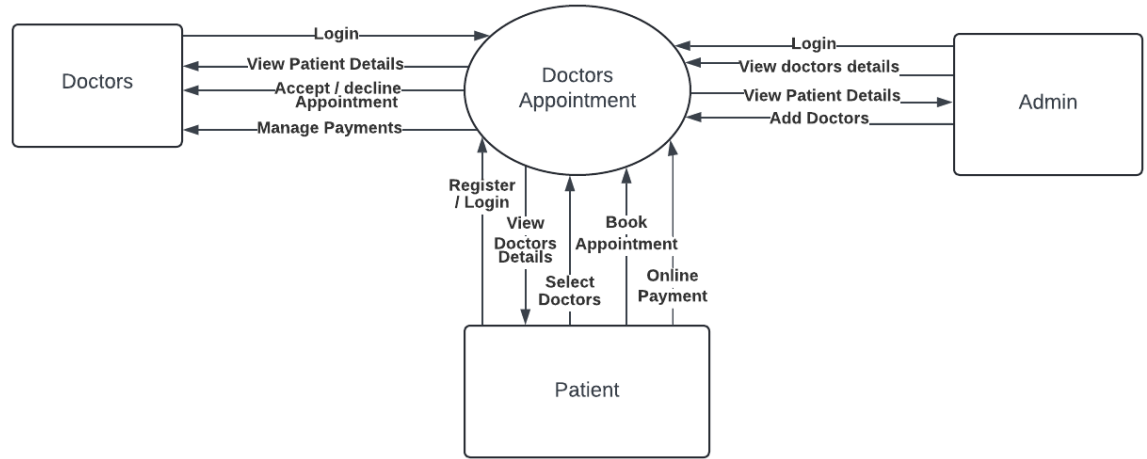 Doctors
Login
View Patient Details
Accept / decline
Appointment
Manage Payments
Doctors
Appointment
Login
View doctors details
View Patient Details
Add Doctors
Admin
Register
/ Login
View
Doctors
Details
Select
Doctors
Book
Appointment
Online
Payment
Patient